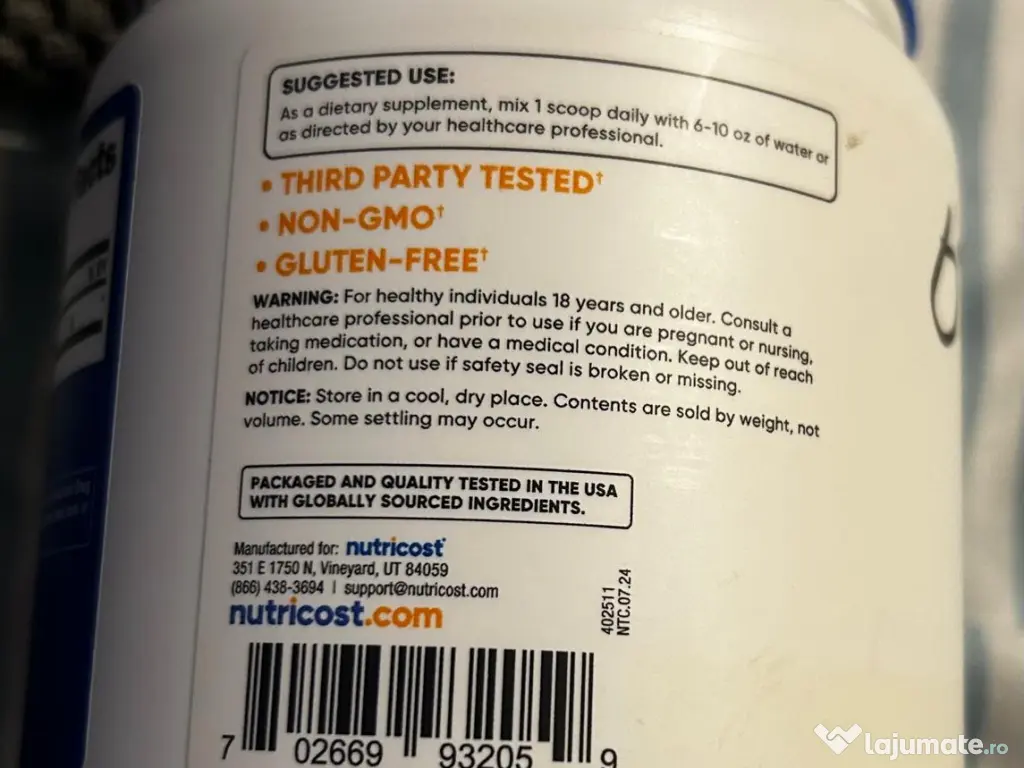 SUGGESTED USE:
As a dietary supplement, mix 1 scoop daily with 6-10 oz of water or
as directed by your healthcare professional.
• THIRD PARTY TESTED†
• NON-GMO†
• GLUTEN-FREE†
WARNING: For healthy individuals 18 years and older. Consult a
healthcare professional prior to use if you are pregnant or nursing,
taking medication, or have a medical condition. Keep out of reach
of children. Do not use if safety seal is broken or missing.
NOTICE: Store in a cool, dry place. Contents are sold by weight, not
volume. Some settling may occur.
PACKAGED AND QUALITY TESTED IN THE USA
WITH GLOBALLY SOURCED INGREDIENTS.
Manufactured for: nutricost
351 E 1750 N, Vineyard, UT 84059
(866) 438-3694 | support@nutricost.com
nutricost.com
402511
NTC.07.24
7 02669 93205 9
lajumate.ro